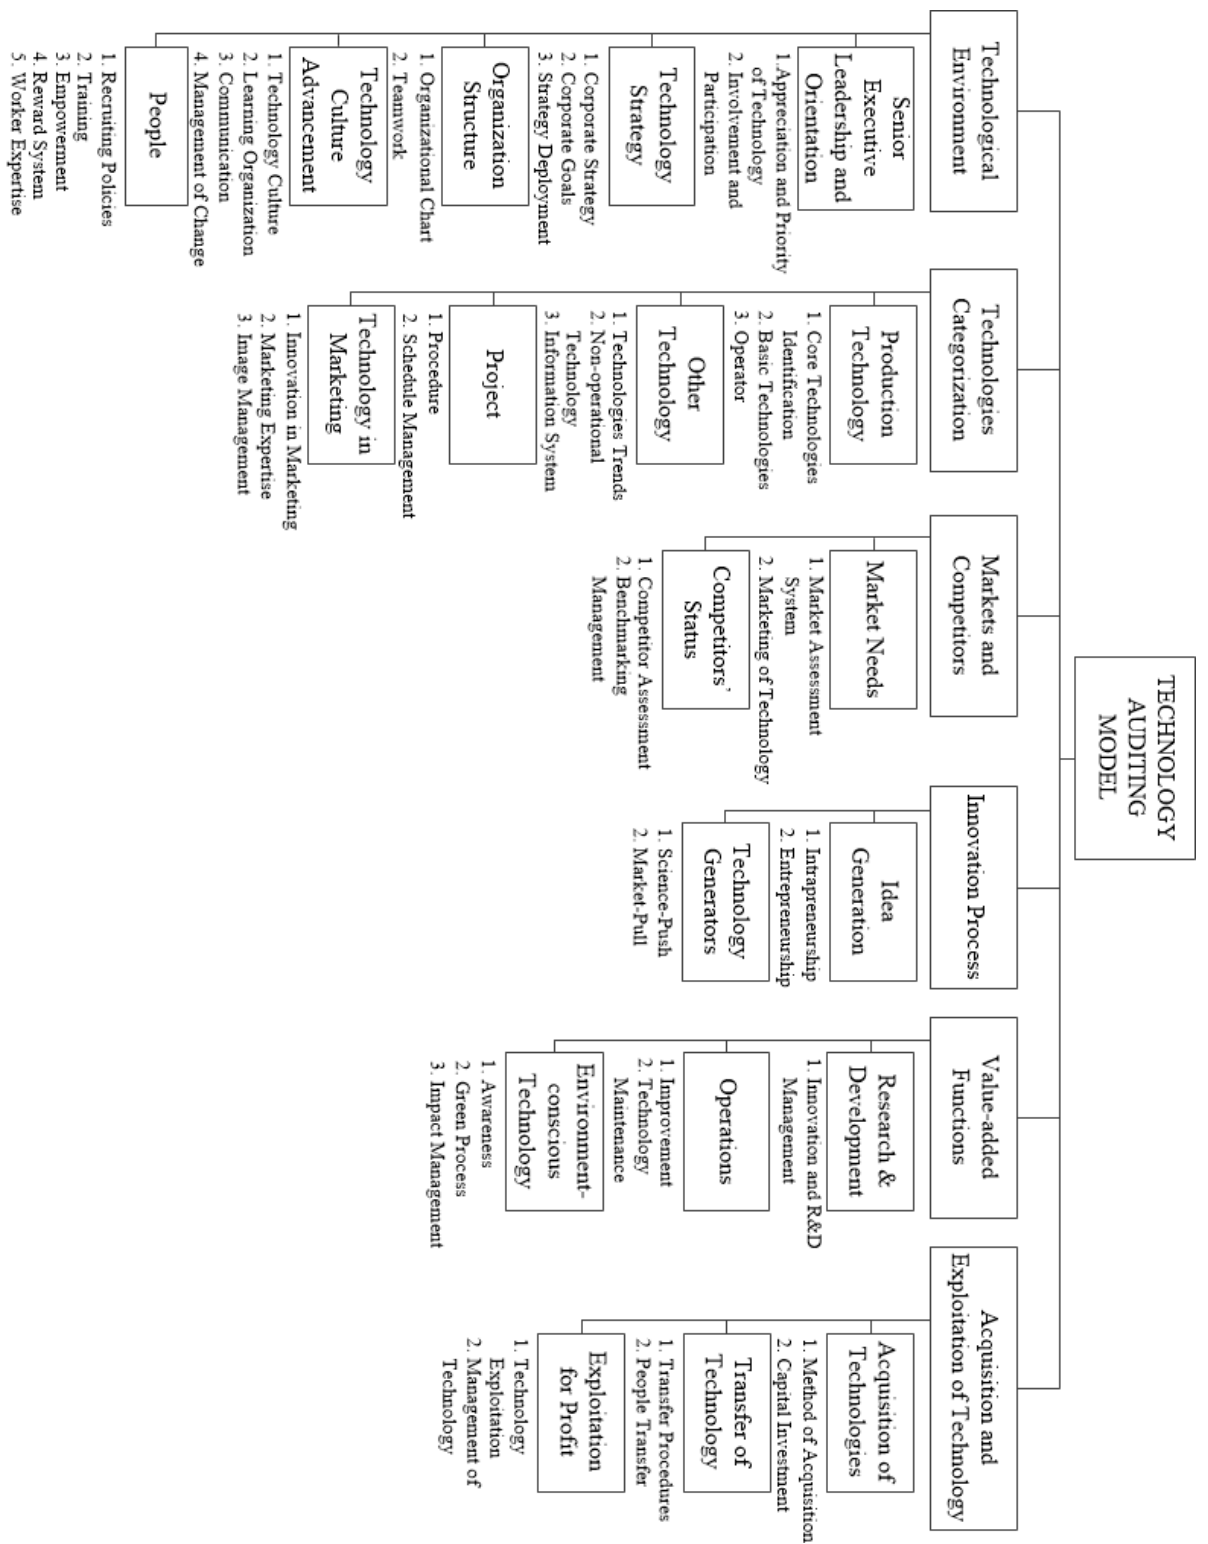 TECHNOLOGY
AUDITING
MODEL
Technological
Environment
Senior
Executive
Leadership and
Orientation
1.Appreciation and Priority
of Technology
2. Involvement and
Participation
Technology
Strategy
1. Corporate Strategy
2. Corporate Goals
3. Strategy Deployment
Organization
Structure
1. Organizational Chart
2. Teamwork
Technology
Culture
Advancement
1. Technology Culture
2. Learning Organization
3. Communication
4. Management of Change
People
1. Recruiting Policies
2. Training
3. Empowerment
4. Reward System
5. Worker Expertise
Technologies
Categorization
Production
Technology
1. Core Technologies
Identification
2. Basic Technologies
3. Operator
Other
Technology
1. Technologies Trends
2. Non-operational
Technology
3. Information System
Project
1. Procedure
2. Schedule Management
Technology in
Marketing
1. Innovation in Marketing
2. Marketing Expertise
3. Image Management
Markets and
Competitors
Market Needs
1. Market Assessment
System
2. Marketing of Technology
Competitors’
Status
1. Competitor Assessment
2. Benchmarking
Management
Innovation Process
Idea
Generation
1. Intrapreneurship
2. Entrepreneurship
Technology
Generators
1. Science-Push
2. Market-Pull
Value-added
Functions
Research &
Development
1. Innovation and R&D
Management
Operations
1. Improvement
2. Technology
Maintenance
Environment-
conscious
Technology
1. Awareness
2. Green Process
3. Impact Management
Acquisition and
Exploitation of Technology
Acquisition of
Technologies
1. Method of Acquisition
2. Capital Investment
Transfer of
Technology
1. Transfer Procedures
2. People Transfer
Exploitation
for Profit
1. Technology
Exploitation
2. Management of
Technology